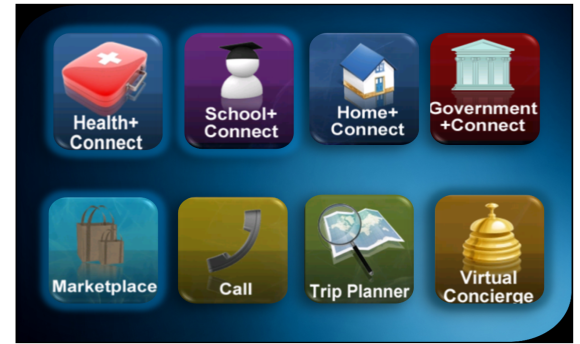 Health+
Connect
School+
Connect
Home+
Connect
Government
+Connect
Marketplace
Call
Trip Planner
Virtual
Concierge